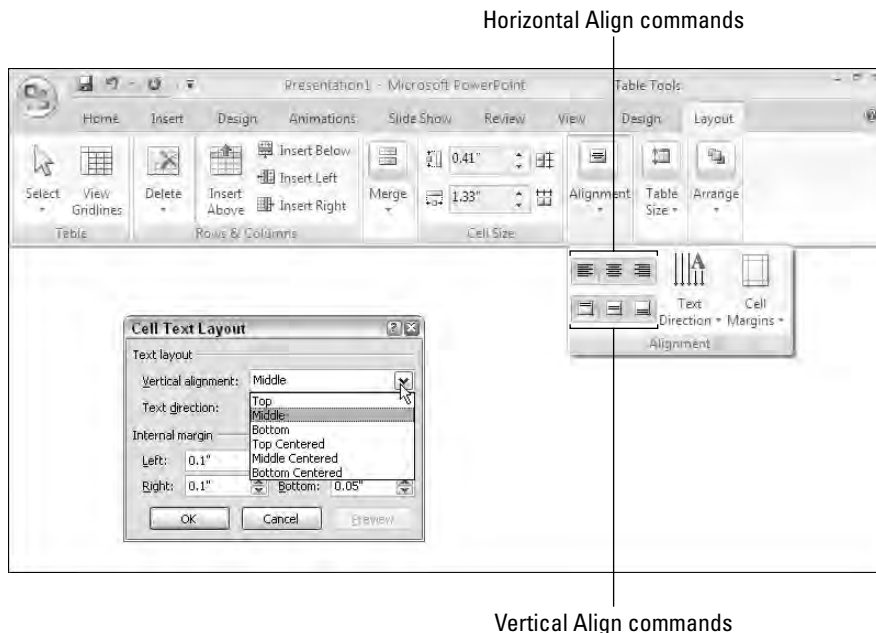 Horizontal Align commands
Presentation1 - Microsoft PowerPoint Table Tools
Home Insert Design Animations Slide Show Review View Design Layout
Select View Gridlines Delete Insert Above Insert Below Insert Left Insert Right Merge 0.41" 1.33" Alignment Table Size Arrange
Table Rows & Columns Cell Size
Text Direction Cell Margins
Alignment
Cell Text Layout
Text layout
Vertical alignment: Middle
Text direction:
Top
Middle
Bottom
Top Centered
Middle Centered
Bottom Centered
Internal margin
Left: 0.1"
Right: 0.1" Bottom: 0.05"
OK Cancel Preview
Vertical Align commands